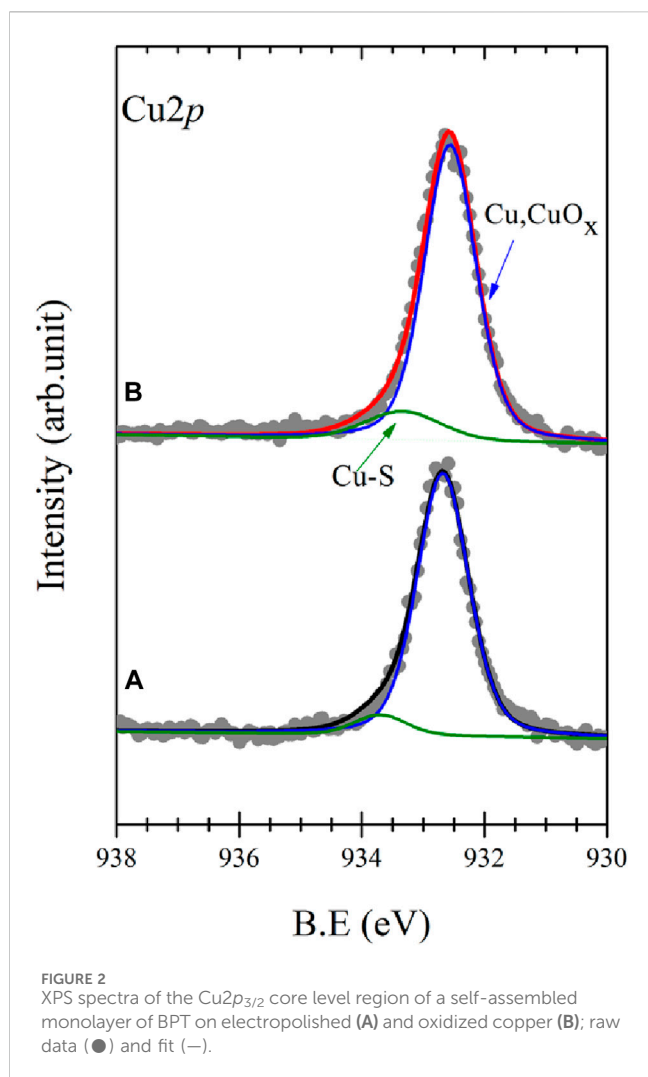 Cu2p
Cu,CuOx
B
Cu-S
A
Intensity (arb.unit)
938 936 934 932 930
B.E (eV)
FIGURE 2
XPS spectra of the Cu2p3/2 core level region of a self-assembled
monolayer of BPT on electropolished (A) and oxidized copper (B); raw
data (●) and fit (—).